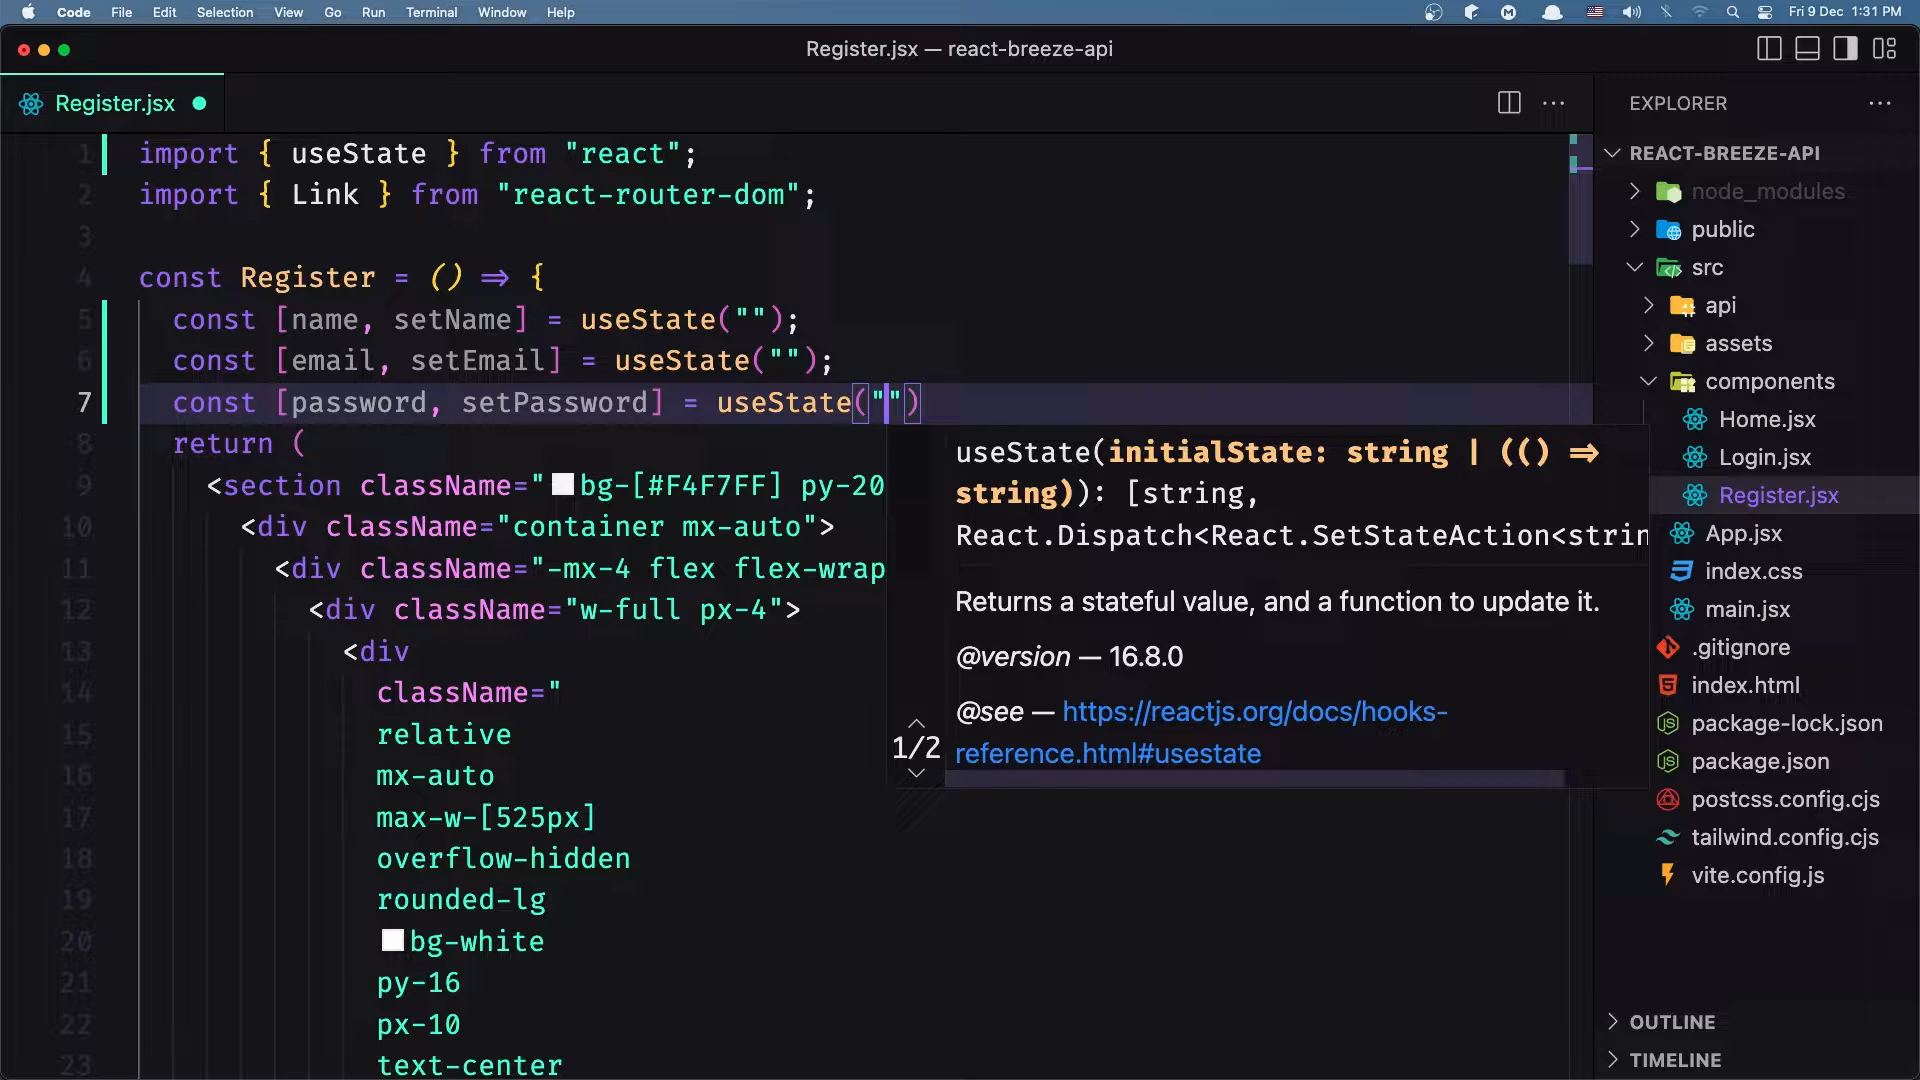 Code File Edit Selection View Go Run Terminal Window Help Fri 9 Dec 1:31 PM
Register.jsx — react-breeze-api
Register.jsx
1 import { useState } from "react";
2 import { Link } from "react-router-dom";
3
4 const Register = () ⇒ {
5 const [name, setName] = useState("");
6 const [email, setEmail] = useState("");
7 const [password, setPassword] = useState("")
8 return (
9 <section className="bg-[#F4F7FF] py-20
10 <div className="container mx-auto">
11 <div className="-mx-4 flex flex-wrap
12 <div className="w-full px-4">
13 <div
14 className="
15 relative
16 mx-auto
17 max-w-[525px]
18 overflow-hidden
19 rounded-lg
20 bg-white
21 py-16
22 px-10
23 text-center
useState(initialState: string | (() ⇒
string)): [string,
React.Dispatch<React.SetStateAction<strin
Returns a stateful value, and a function to update it.
@version — 16.8.0
@see — https://reactjs.org/docs/hooks-
reference.html#usestate
1/2
EXPLORER
REACT-BREEZE-API
node_modules
public
src
api
assets
components
Home.jsx
Login.jsx
Register.jsx
App.jsx
index.css
main.jsx
.gitignore
index.html
package-lock.json
package.json
postcss.config.cjs
tailwind.config.cjs
vite.config.js
OUTLINE
TIMELINE